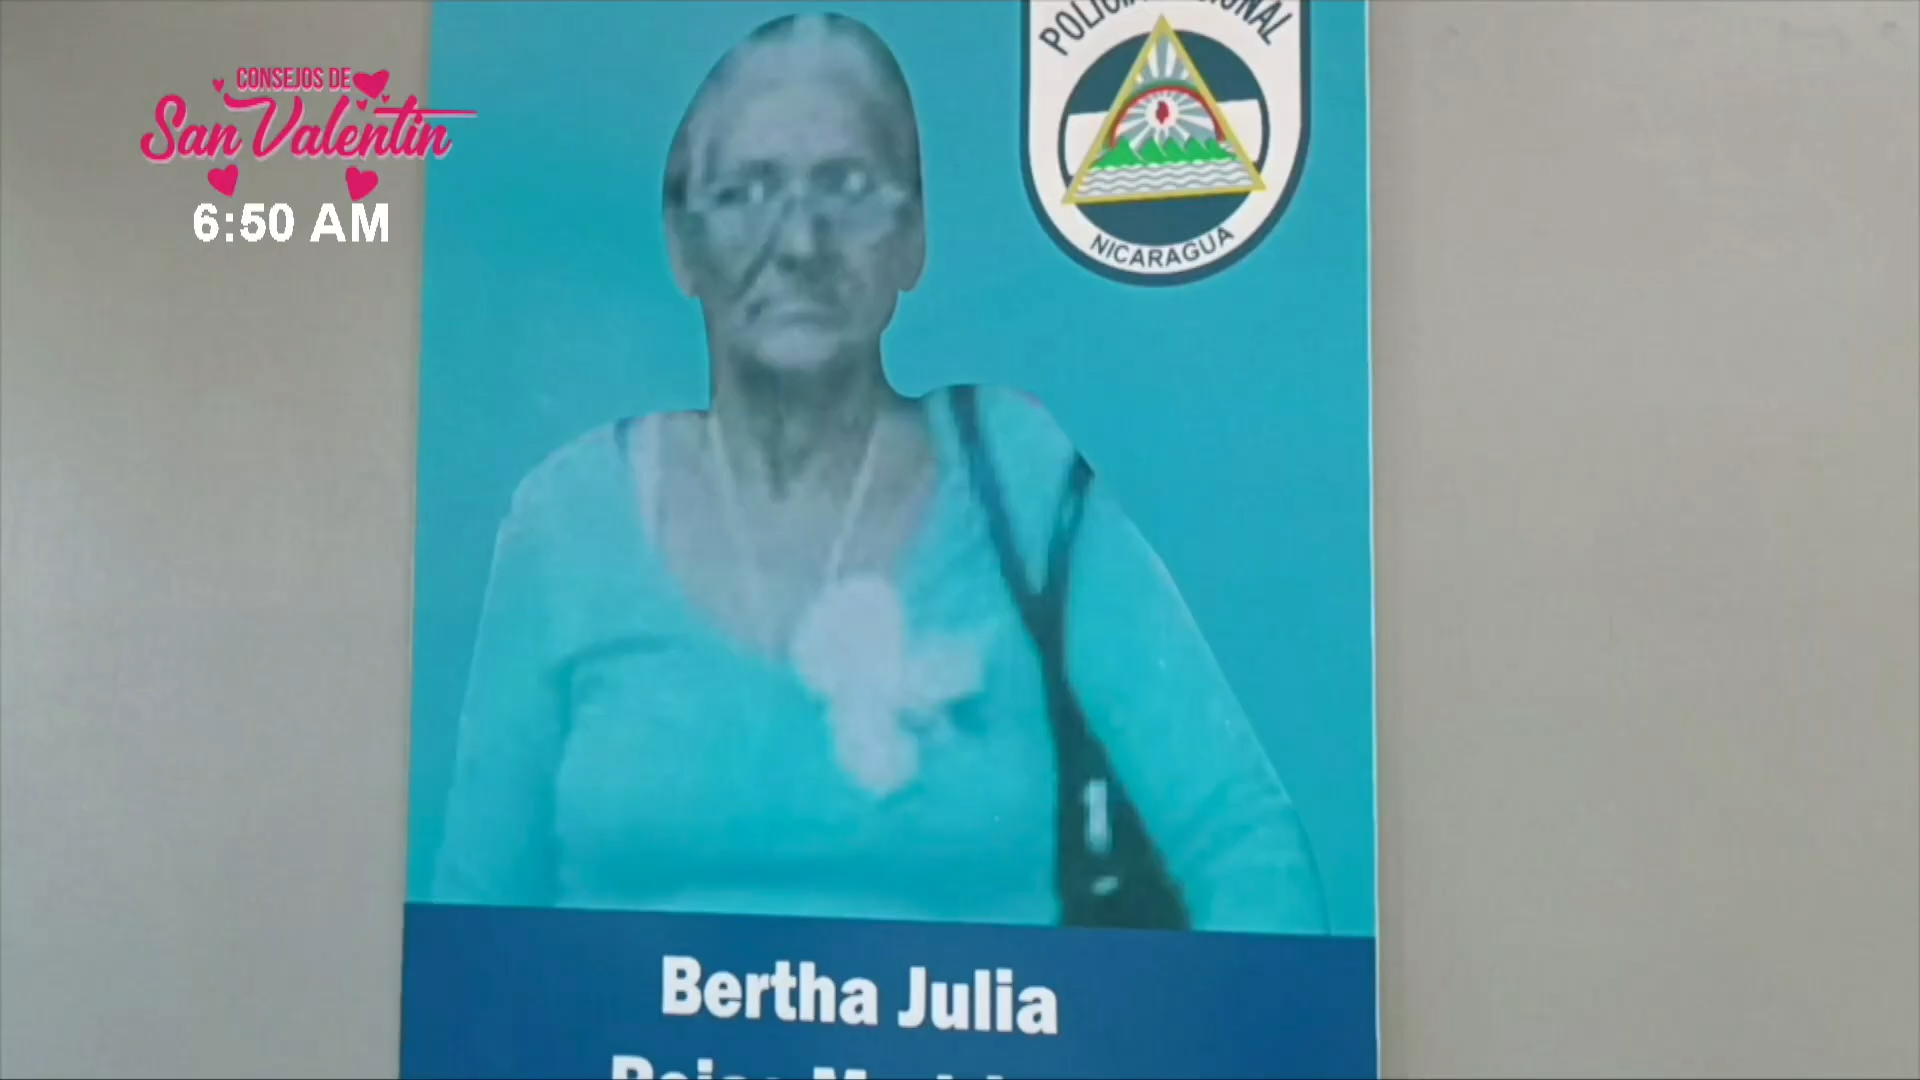 CONSEJOS DE
San Valentin
6:50 AM
NICARAGUA
Bertha Julia